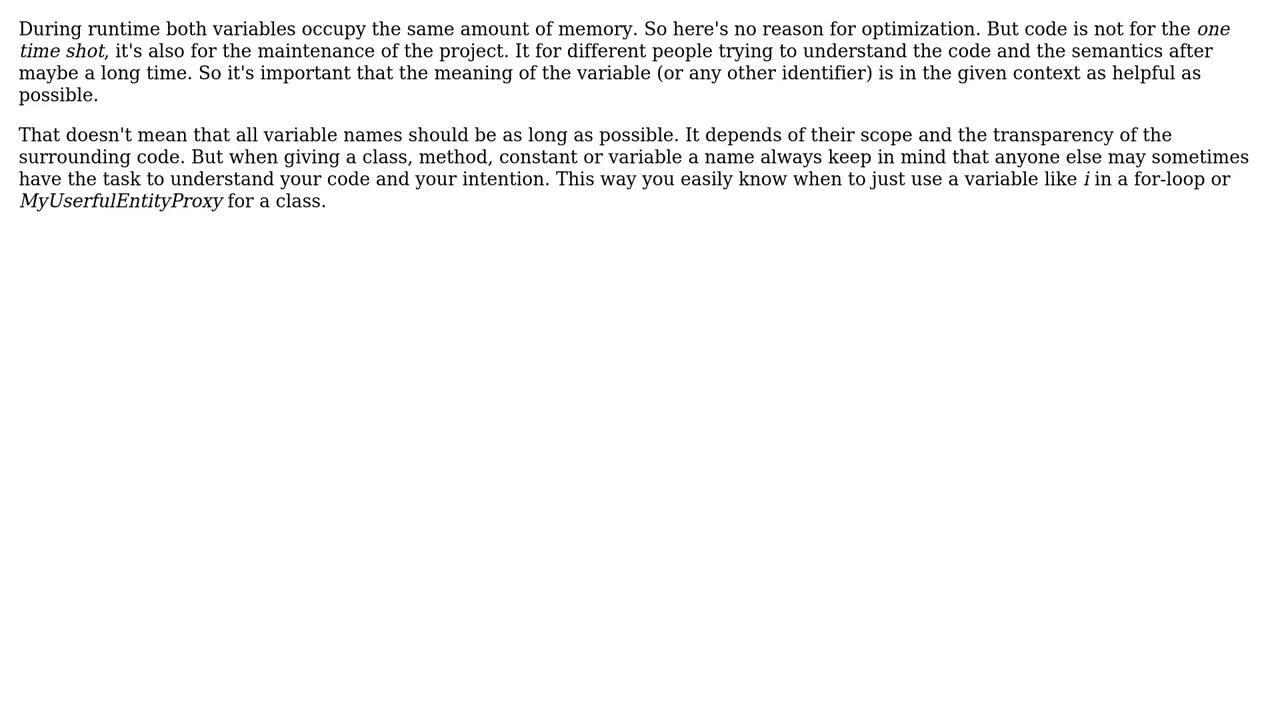 During runtime both variables occupy the same amount of memory. So here's no reason for optimization. But code is not for the one
time shot, it's also for the maintenance of the project. It for different people trying to understand the code and the semantics after
maybe a long time. So it's important that the meaning of the variable (or any other identifier) is in the given context as helpful as
possible.
That doesn't mean that all variable names should be as long as possible. It depends of their scope and the transparency of the
surrounding code. But when giving a class, method, constant or variable a name always keep in mind that anyone else may sometimes
have the task to understand your code and your intention. This way you easily know when to just use a variable like i in a for-loop or
MyUserfulEntityProxy for a class.